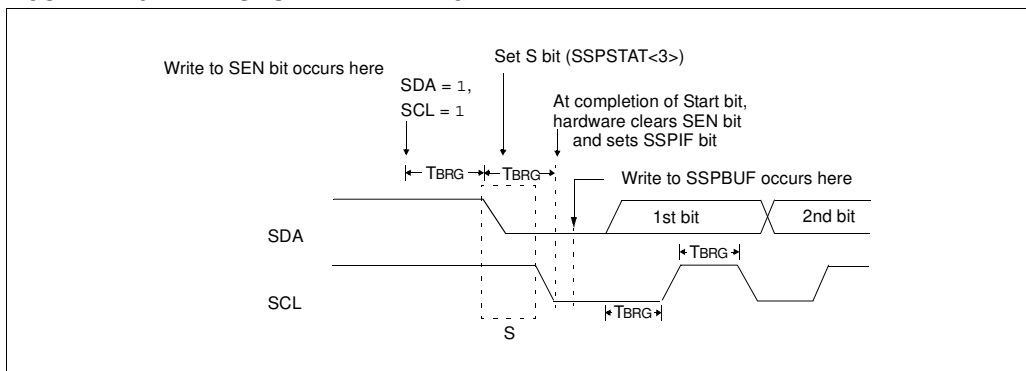 Set S bit (SSPSTAT<3>)
Write to SEN bit occurs here
SDA = 1,
SCL = 1
At completion of Start bit,
hardware clears SEN bit
and sets SSPIF bit
TBRG
TBRG
Write to SSPBUF occurs here
SDA
1st bit
2nd bit
TBRG
SCL
TBRG
S